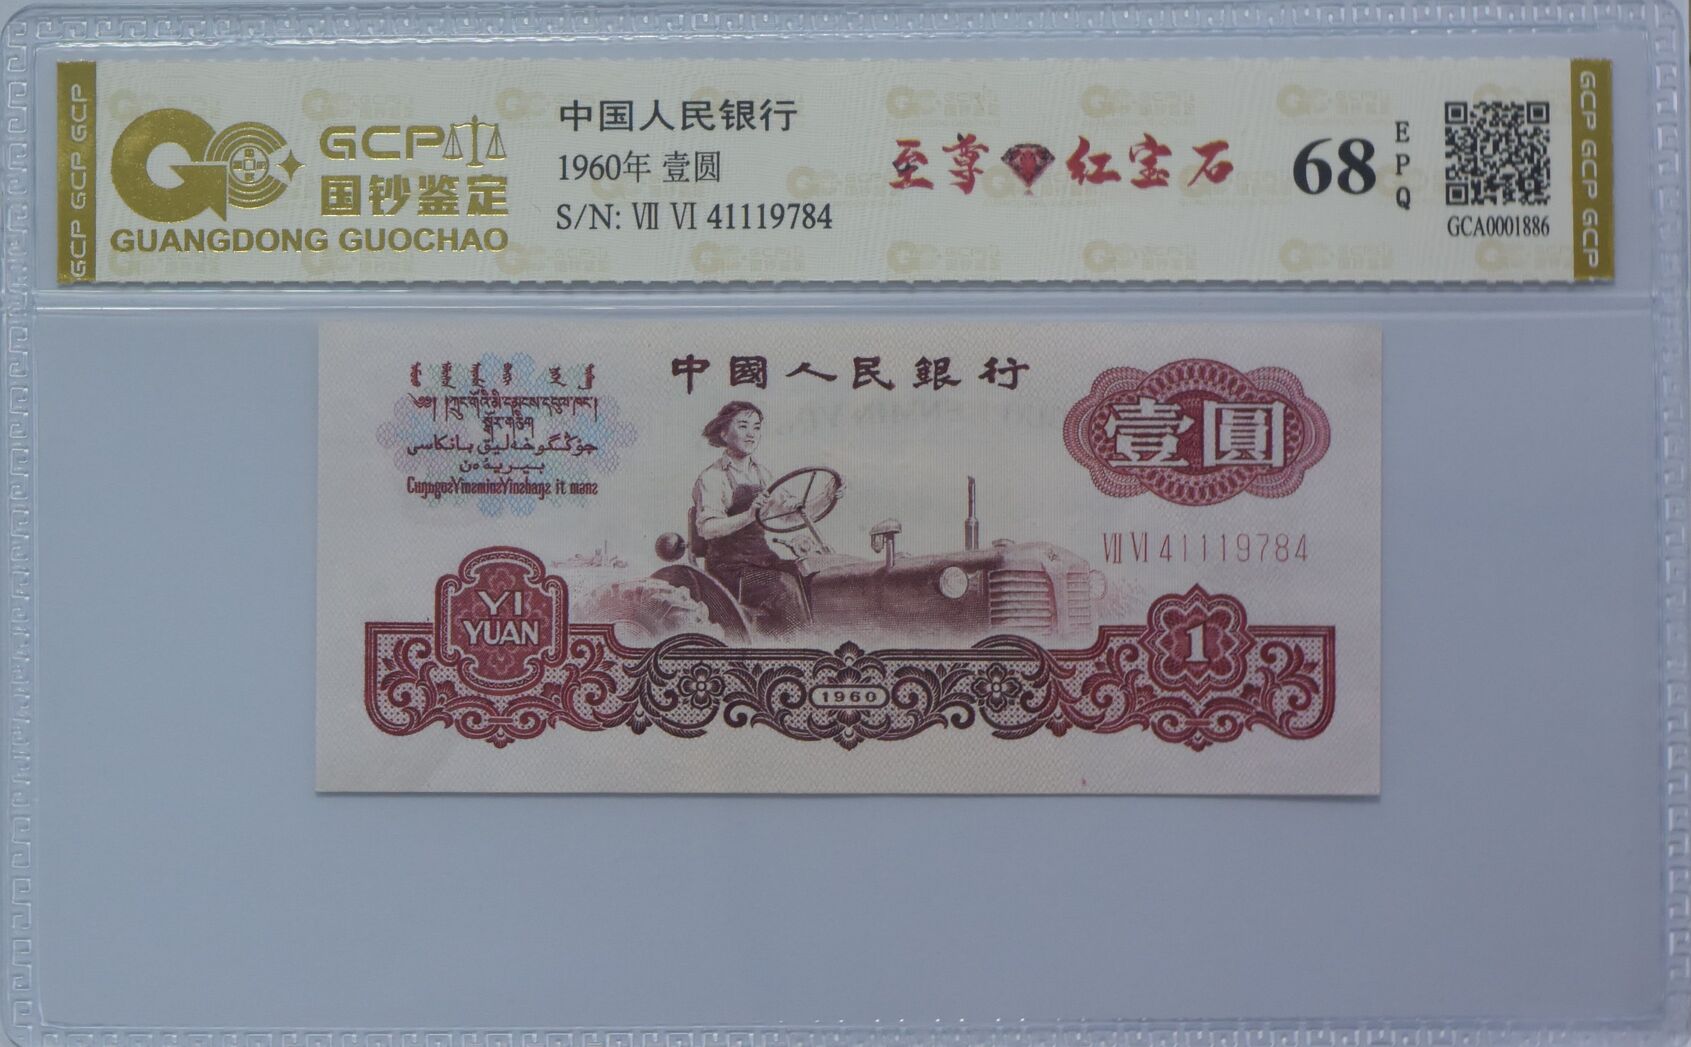 GCP GCP GCP
GCP
国钞鉴定
GUANGDONG GUOCHAO
中国人民银行
1960年 壹圆
S/N: Ⅶ Ⅵ 41119784
至尊 红宝石
68
EPQ
GCA0001886
GCP GCP GCP
中國人民銀行
壹圓
Ⅶ Ⅵ 41119784
YI
YUAN
1
1960